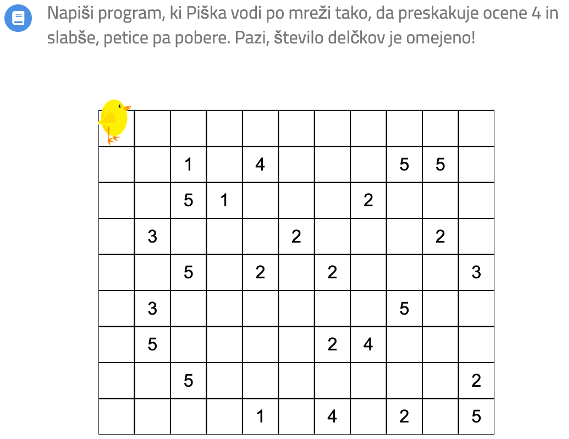 Napiši program, ki Piška vodi po mreži tako, da preskakuje ocene 4 in
slabše, petice pa pobere. Pazi, število delčkov je omejeno!
1 4 5 5
5 1 2
3 2 2
5 2 2 3
3 5
5 2 4
5 2
1 4 2 5